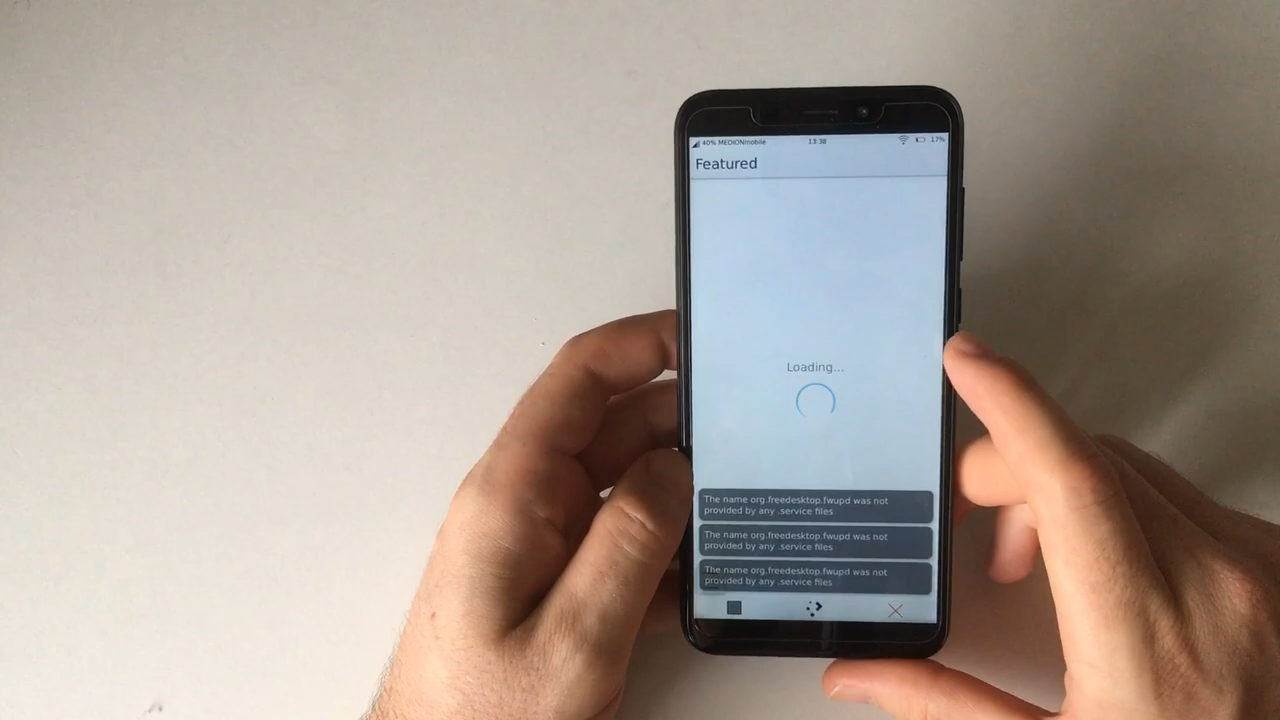 40% MEDIONmobile 13:38 17%
Featured
Loading...
The name org.freedesktop.fwupd was not
provided by any .service files
The name org.freedesktop.fwupd was not
provided by any .service files
The name org.freedesktop.fwupd was not
provided by any .service files